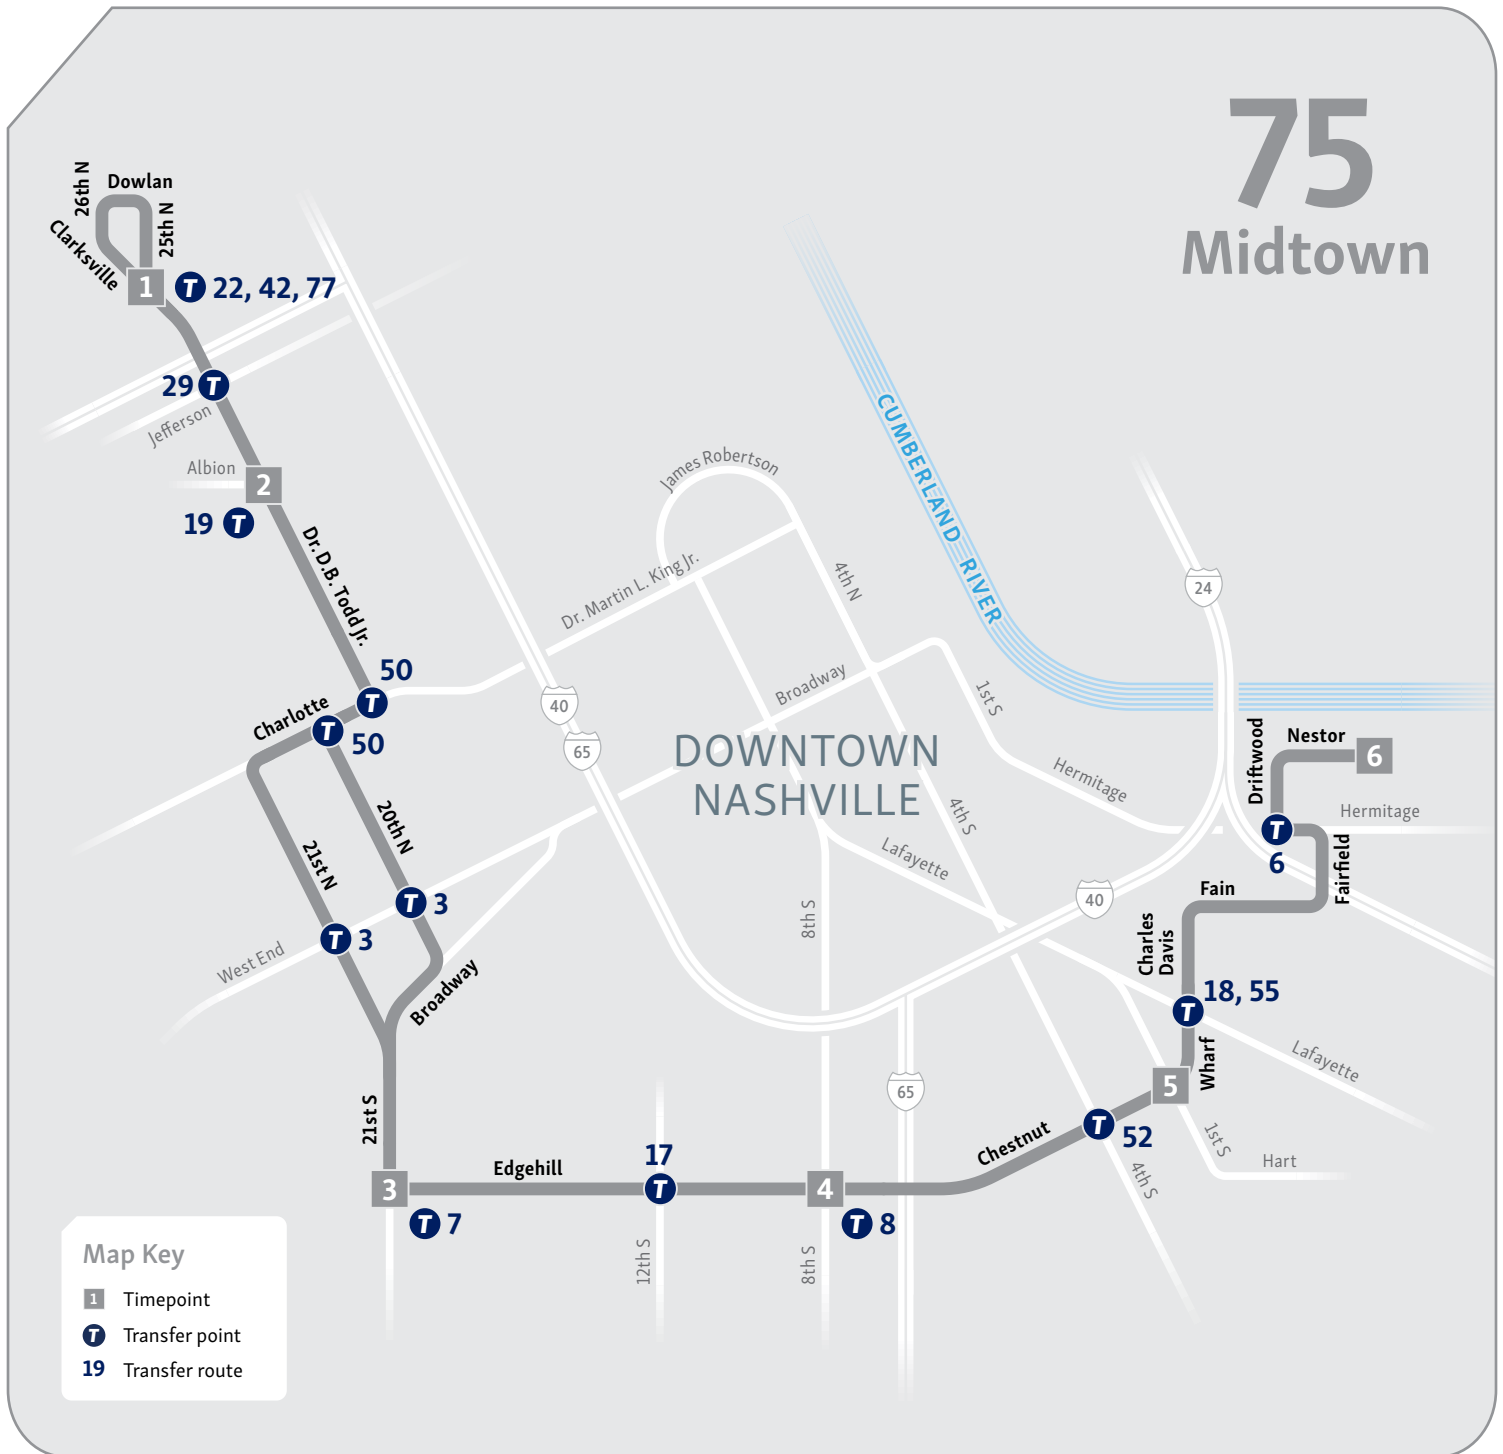 75
Midtown
26th N
Dowlan
25th N
Clarksville
1
T
22, 42, 77
29
T
Jefferson
Albion
2
19
T
Dr. D.B. Todd Jr.
50
T
Charlotte
T
50
20th N
21st N
T
3
T
3
West End
Broadway
21st S
3
T
7
Edgehill
17
T
12th S
4
T
8
8th S
8th S
James Robertson
Dr. Martin L. King Jr.
4th N
Broadway
1st S
CUMBERLAND RIVER
40
65
DOWNTOWN
NASHVILLE
4th S
Hermitage
Lafayette
24
Driftwood
Nestor
6
Hermitage
T
6
Fairfield
Fain
40
Charles
Davis
18, 55
T
Wharf
Lafayette
5
65
Chestnut
T
52
4th S
1st S
Hart
Map Key
1
Timepoint
T
Transfer point
19
Transfer route